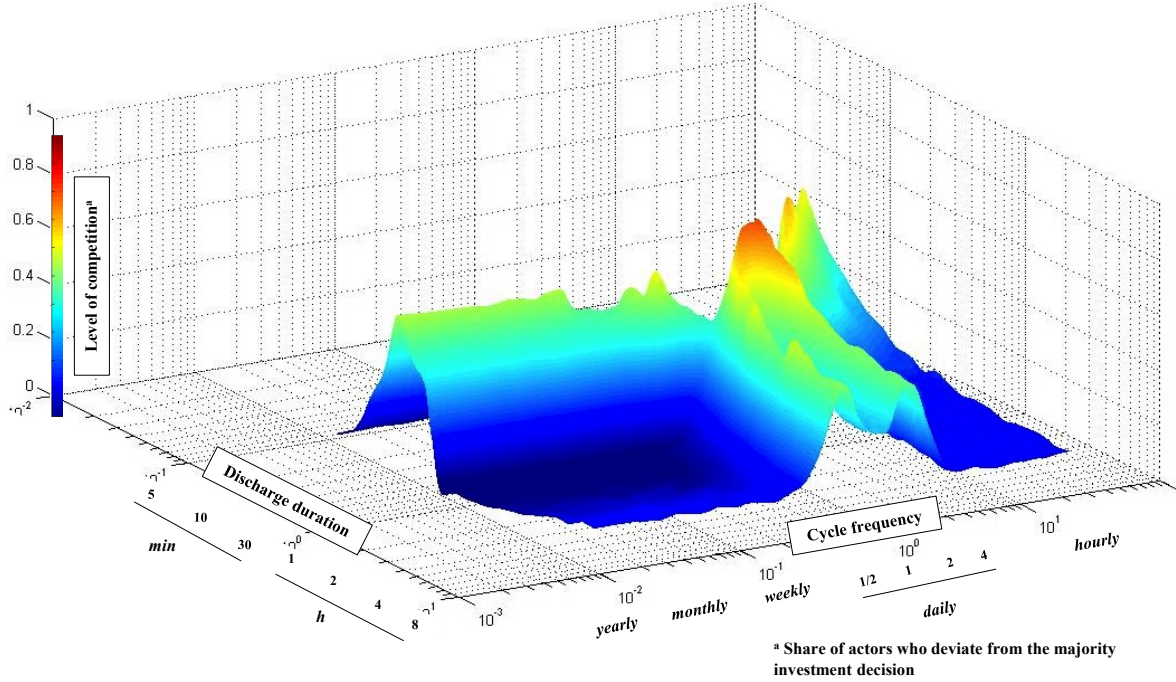 1
0.8
0.6
0.4
0.2
0
Level of competitionᵃ
10⁻¹
Discharge duration
5
10
30
min
1
2
4
8
h
10⁻³
10⁻²
10⁻¹
10⁰
10¹
Cycle frequency
yearly
monthly
weekly
1/2
1
2
4
daily
hourly
ᵃ Share of actors who deviate from the majority
investment decision